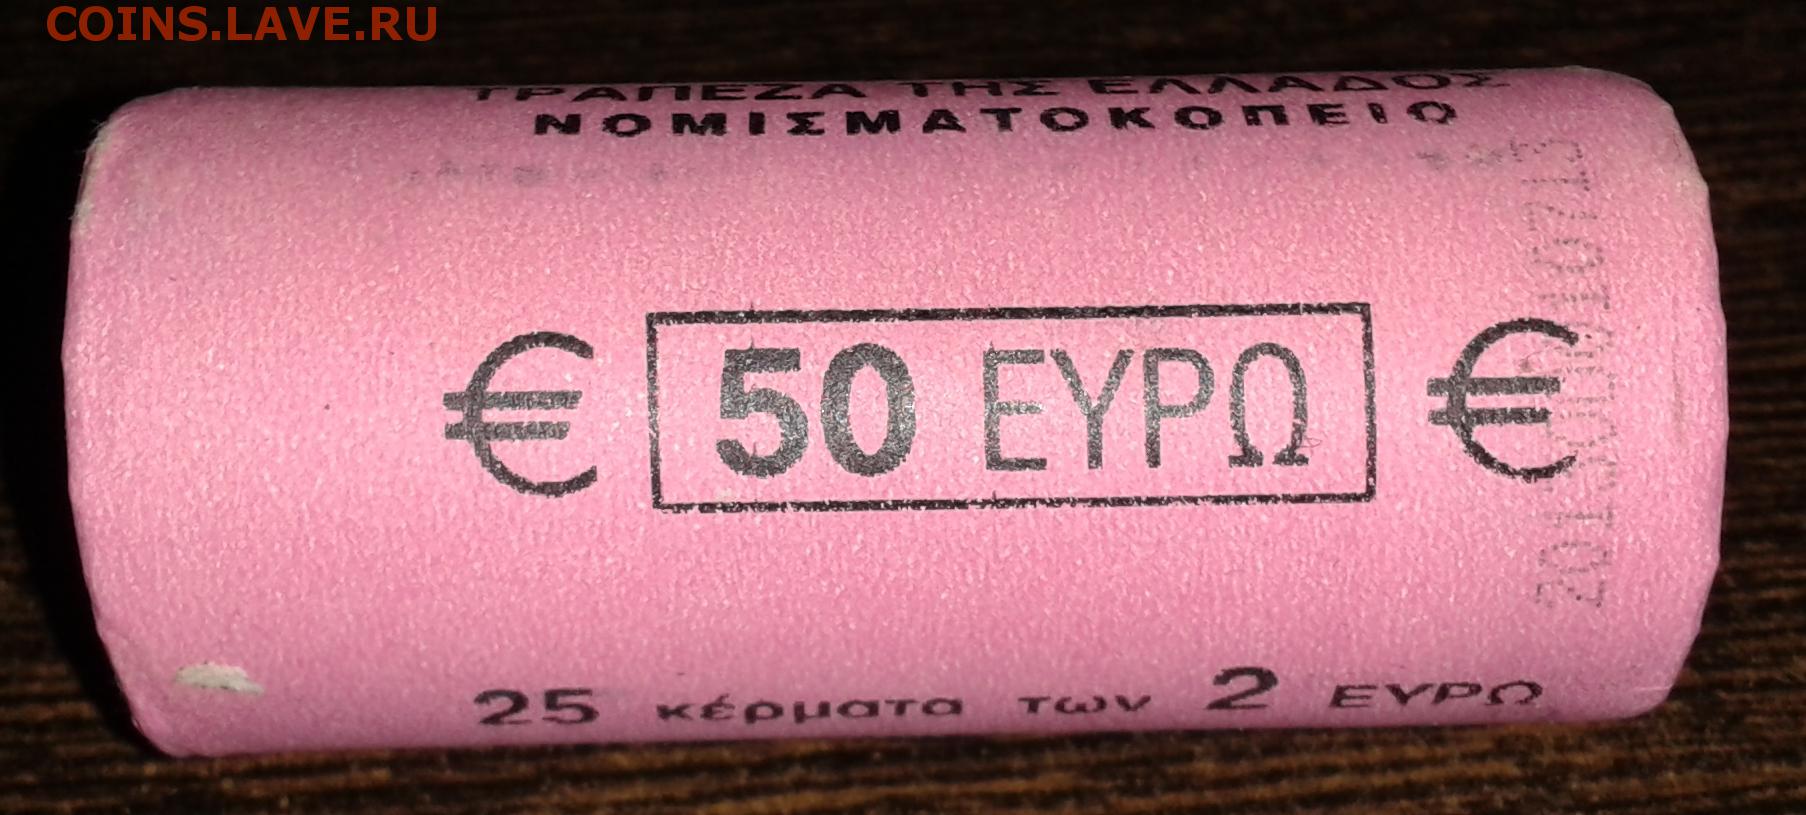 COINS.LAVE.RU
ΤΡΑΠΕΖΑ ΤΗΣ ΕΛΛΑΔΟΣ
ΝΟΜΙΣΜΑΤΟΚΟΠΕΙΟ
€ 50 ΕΥΡΩ €
25 κέρματα των 2 ΕΥΡΩ